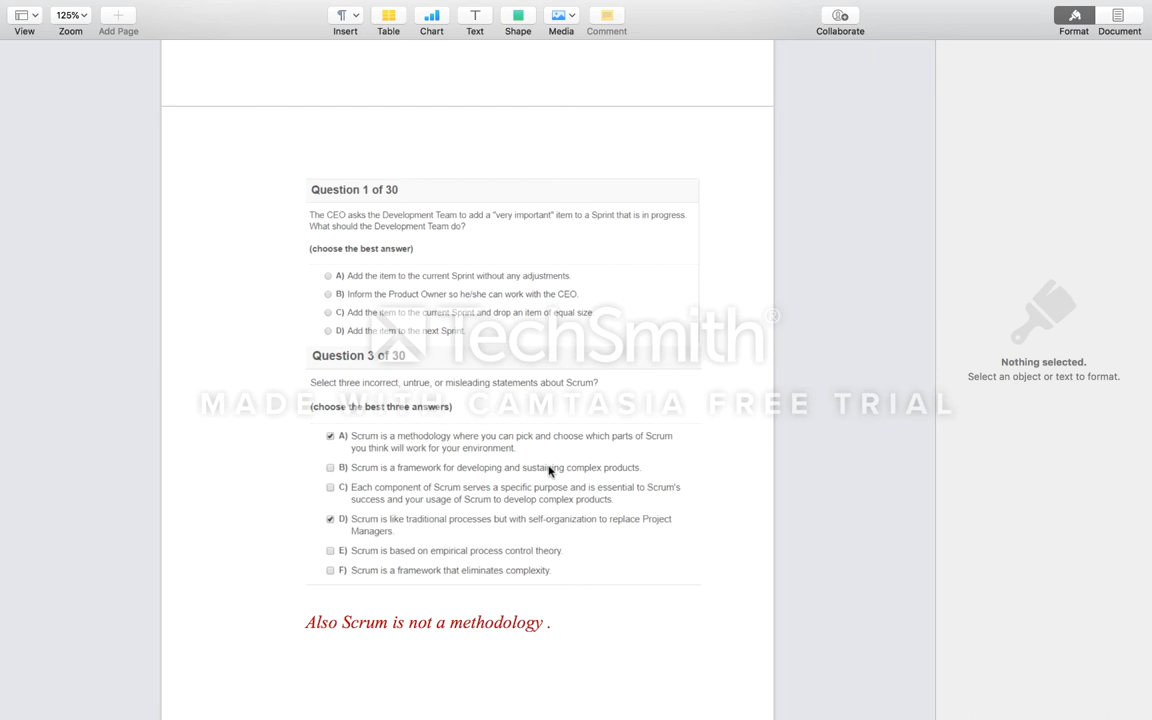 View
125%
Zoom
Add Page
Insert
Table
Chart
Text
Shape
Media
Comment
Collaborate
Format
Document
Question 1 of 30
The CEO asks the Development Team to add a "very important" item to a Sprint that is in progress.
What should the Development Team do?
(choose the best answer)
A) Add the item to the current Sprint without any adjustments.
B) Inform the Product Owner so he/she can work with the CEO.
C) Add the item to the current Sprint and drop an item of equal size
D) Add the item to the next Sprint.
TechSmith®
Question 3 of 30
Select three incorrect, untrue, or misleading statements about Scrum?
MADE WITH CAMTASIA FREE TRIAL
(choose the best three answers)
A) Scrum is a methodology where you can pick and choose which parts of Scrum
you think will work for your environment.
B) Scrum is a framework for developing and sustaining complex products.
C) Each component of Scrum serves a specific purpose and is essential to Scrum's
success and your usage of Scrum to develop complex products.
D) Scrum is like traditional processes but with self-organization to replace Project
Managers.
E) Scrum is based on empirical process control theory.
F) Scrum is a framework that eliminates complexity.
Also Scrum is not a methodology .
Nothing selected.
Select an object or text to format.